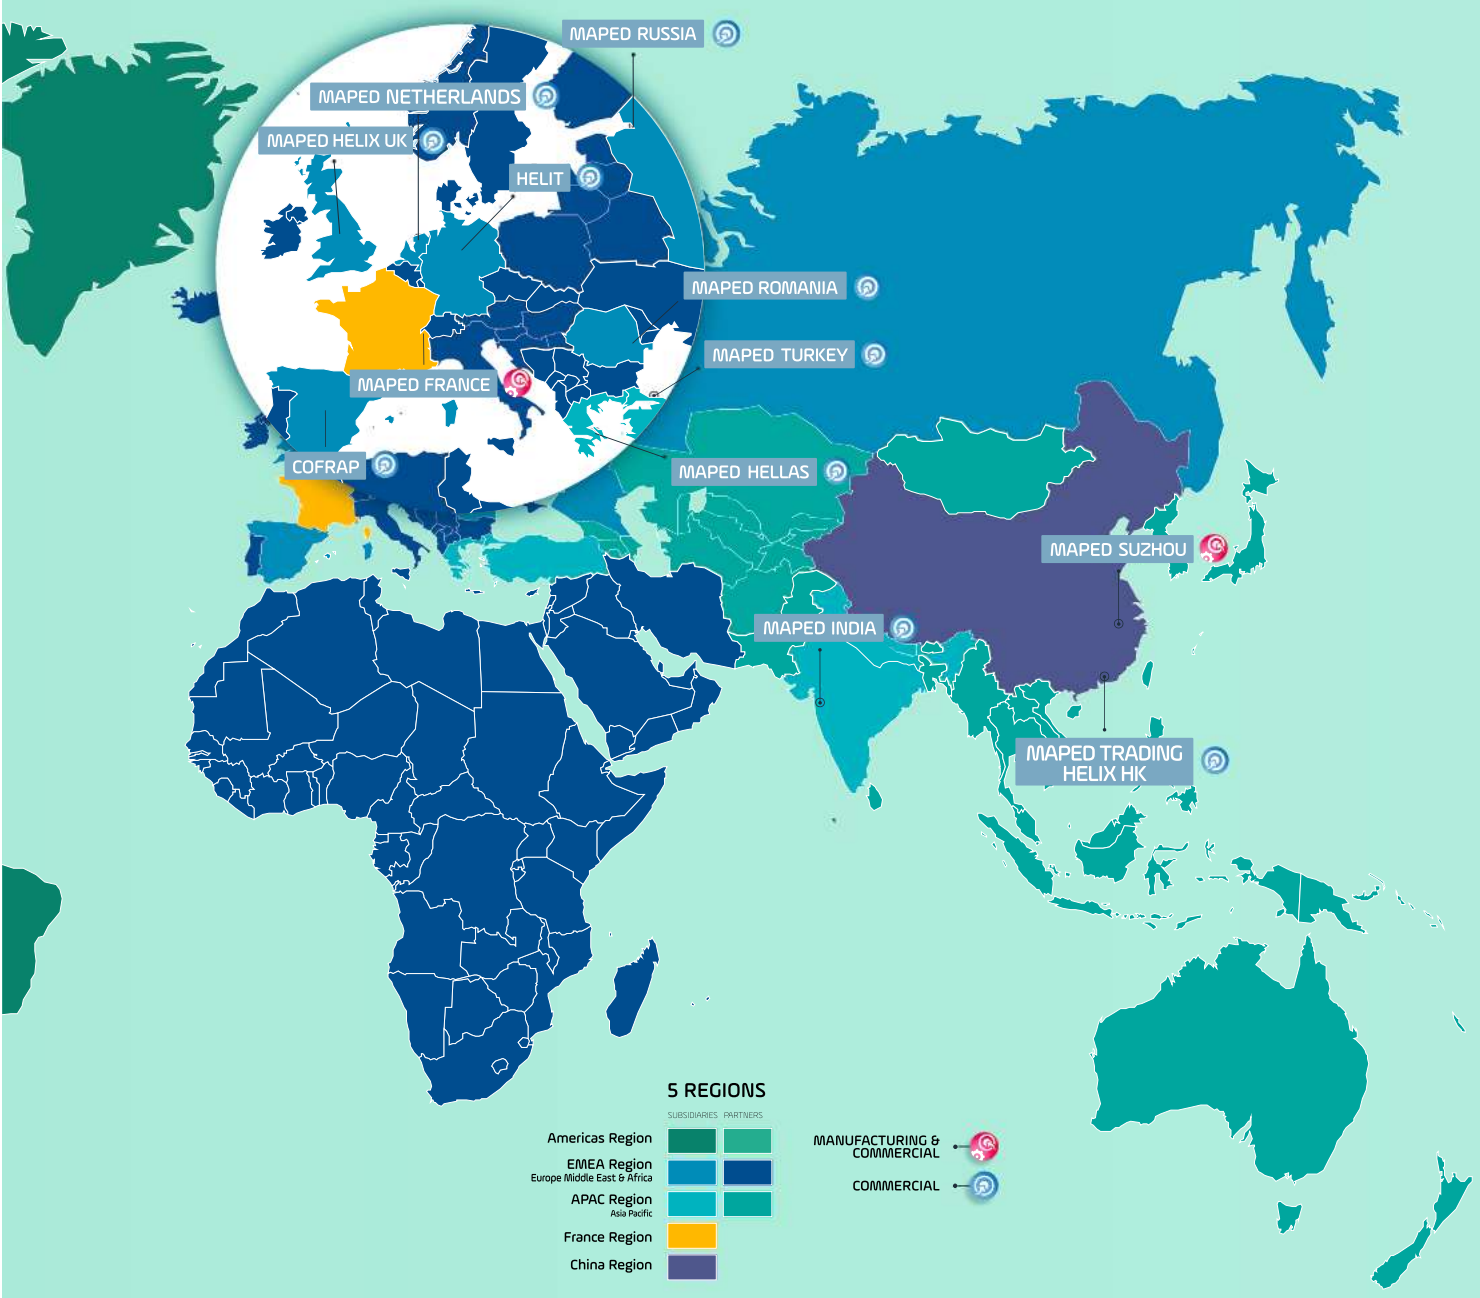 MAPED RUSSIA
MAPED NETHERLANDS
MAPED HELIX UK
HELIT
MAPED ROMANIA
MAPED TURKEY
MAPED FRANCE
COFRAP
MAPED HELLAS
MAPED SUZHOU
MAPED INDIA
MAPED TRADING
HELIX HK
5 REGIONS
SUBSIDIARIES PARTNERS
Americas Region
EMEA Region
Europe Middle East & Africa
APAC Region
Asia Pacific
France Region
China Region
MANUFACTURING &
COMMERCIAL
COMMERCIAL